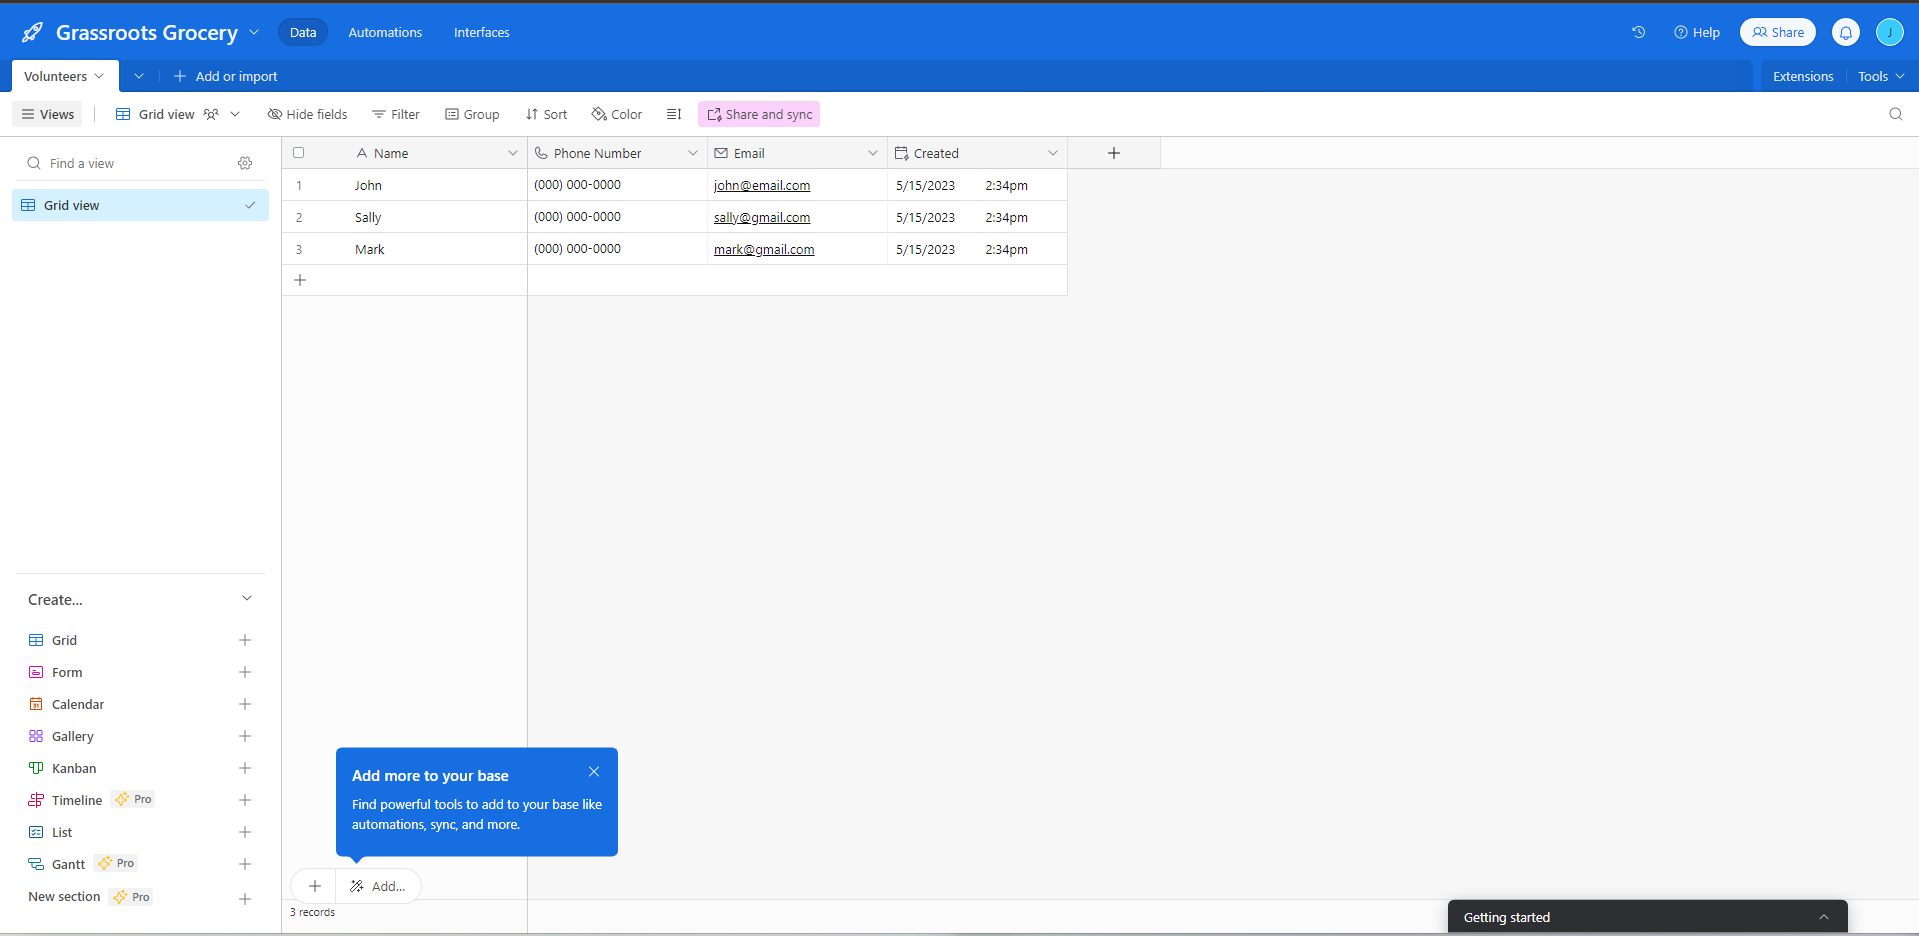 Grassroots Grocery Data Automations Interfaces Help Share J
Volunteers Add or import Extensions Tools
Views Grid view Hide fields Filter Group Sort Color Share and sync
Find a view
Grid view
Name Phone Number Email Created
1 John (000) 000-0000 john@email.com 5/15/2023 2:34pm
2 Sally (000) 000-0000 sally@gmail.com 5/15/2023 2:34pm
3 Mark (000) 000-0000 mark@gmail.com 5/15/2023 2:34pm
Create...
Grid
Form
31 Calendar
Gallery
Kanban
Timeline Pro
List
Gantt Pro
New section Pro
Add more to your base
Find powerful tools to add to your base like
automations, sync, and more.
Add...
3 records
Getting started